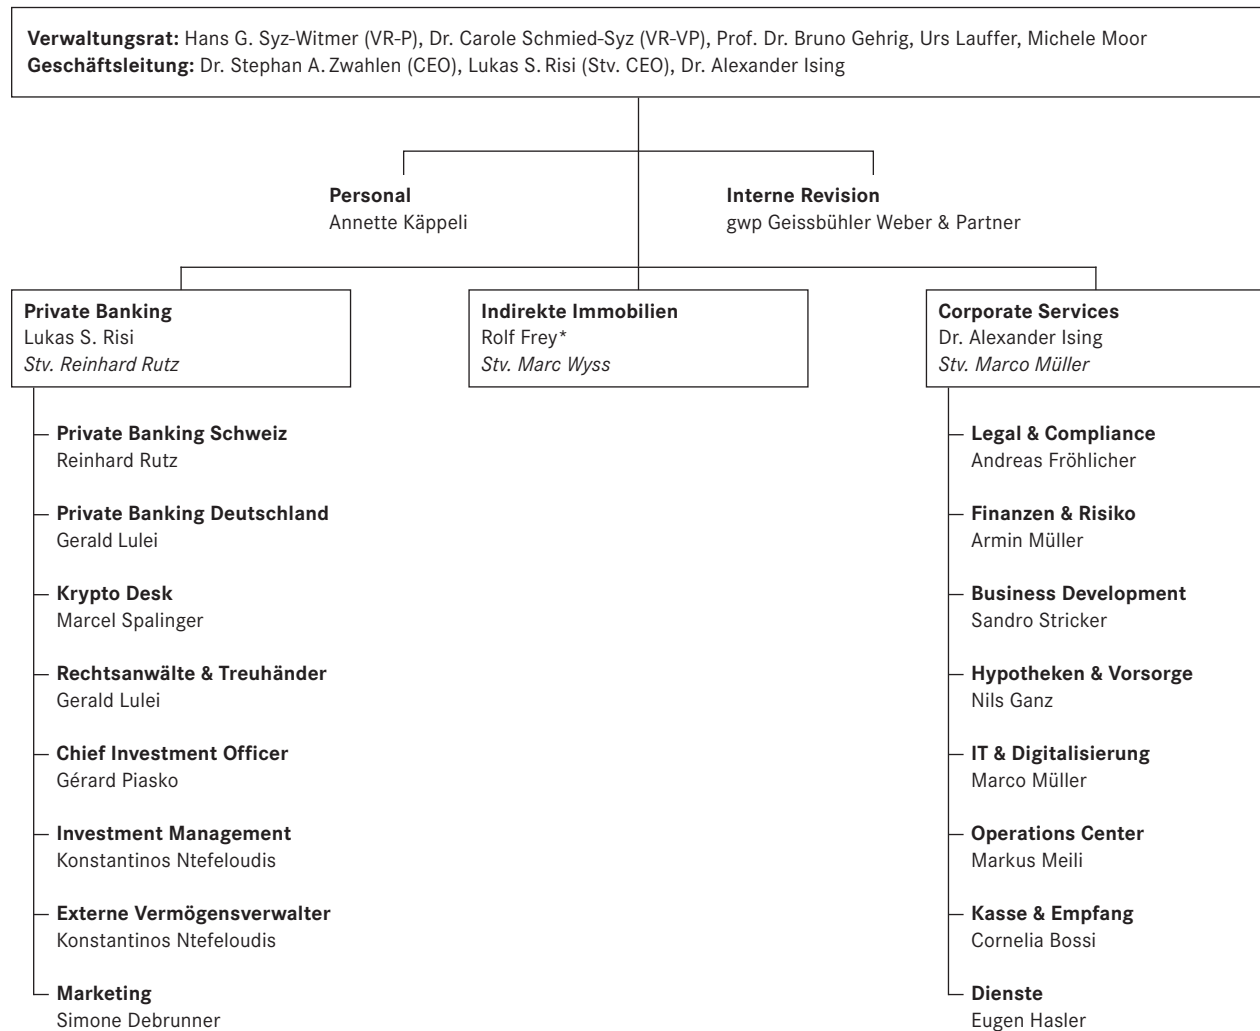 Verwaltungsrat: Hans G. Syz-Witmer (VR-P), Dr. Carole Schmied-Syz (VR-VP), Prof. Dr. Bruno Gehrig, Urs Lauffer, Michele Moor
Geschäftsleitung: Dr. Stephan A. Zwahlen (CEO), Lukas S. Risi (Stv. CEO), Dr. Alexander Ising
Personal
Annette Käppeli
Interne Revision
gwp Geissbühler Weber & Partner
Private Banking
Lukas S. Risi
Stv. Reinhard Rutz
Indirekte Immobilien
Rolf Frey*
Stv. Marc Wyss
Corporate Services
Dr. Alexander Ising
Stv. Marco Müller
Private Banking Schweiz
Reinhard Rutz
Private Banking Deutschland
Gerald Lulei
Krypto Desk
Marcel Spalinger
Rechtsanwälte & Treuhänder
Gerald Lulei
Chief Investment Officer
Gérard Piasko
Investment Management
Konstantinos Ntefeloudis
Externe Vermögensverwalter
Konstantinos Ntefeloudis
Marketing
Simone Debrunner
Legal & Compliance
Andreas Fröhlicher
Finanzen & Risiko
Armin Müller
Business Development
Sandro Stricker
Hypotheken & Vorsorge
Nils Ganz
IT & Digitalisierung
Marco Müller
Operations Center
Markus Meili
Kasse & Empfang
Cornelia Bossi
Dienste
Eugen Hasler